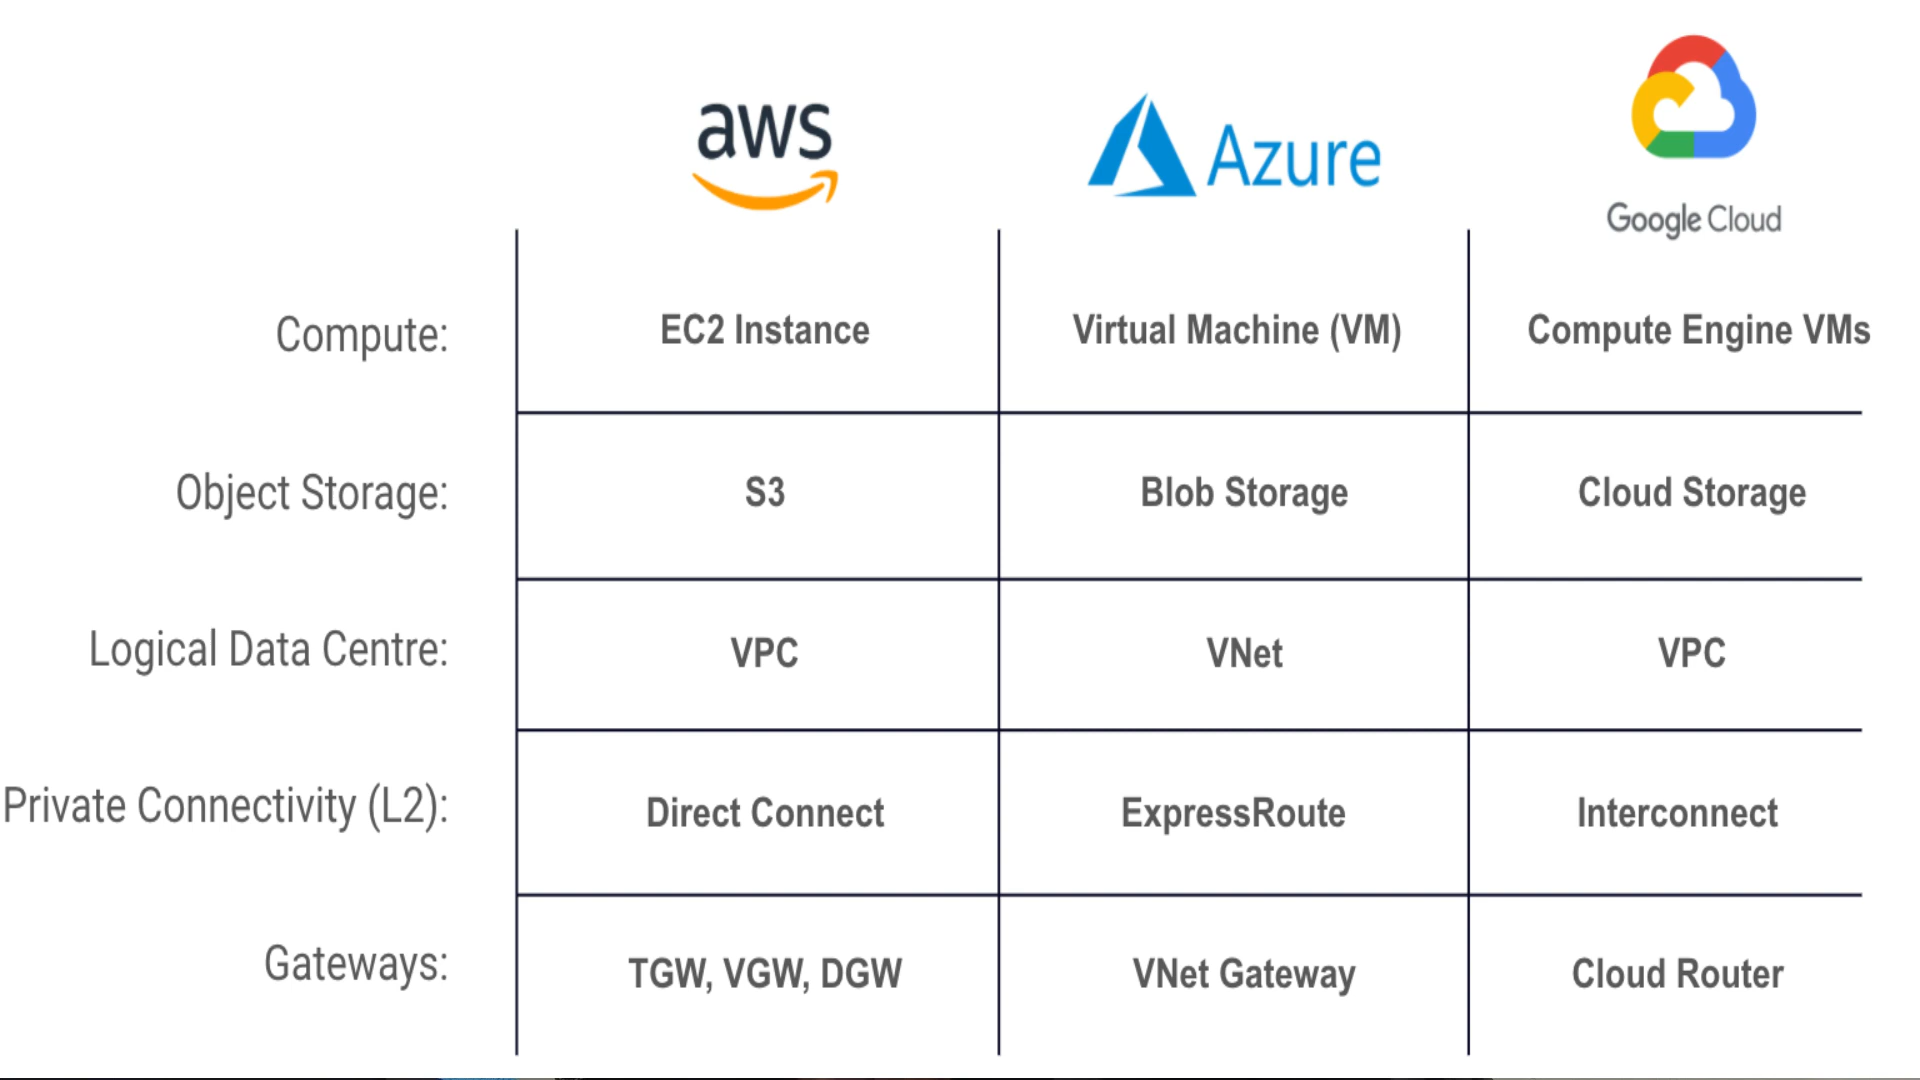 aws
Azure
Google Cloud
Compute:
EC2 Instance
Virtual Machine (VM)
Compute Engine VMs
Object Storage:
S3
Blob Storage
Cloud Storage
Logical Data Centre:
VPC
VNet
VPC
Private Connectivity (L2):
Direct Connect
ExpressRoute
Interconnect
Gateways:
TGW, VGW, DGW
VNet Gateway
Cloud Router